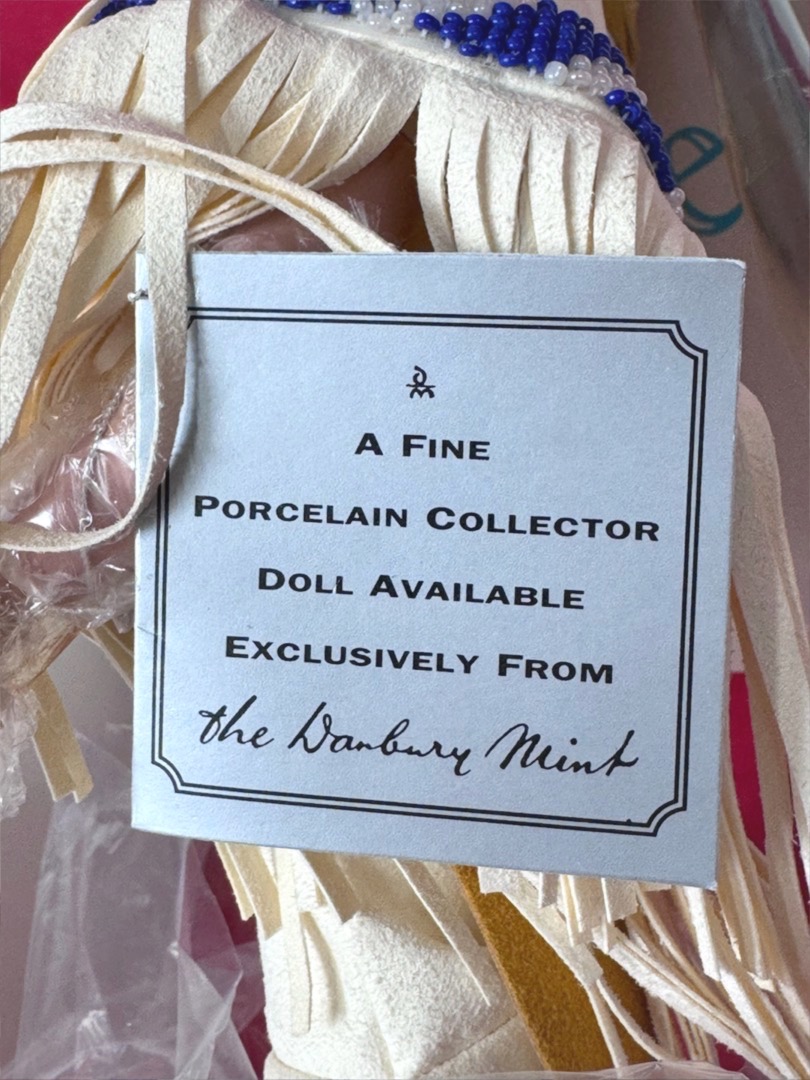 A FINE
PORCELAIN COLLECTOR
DOLL AVAILABLE
EXCLUSIVELY FROM
the Danbury Mint